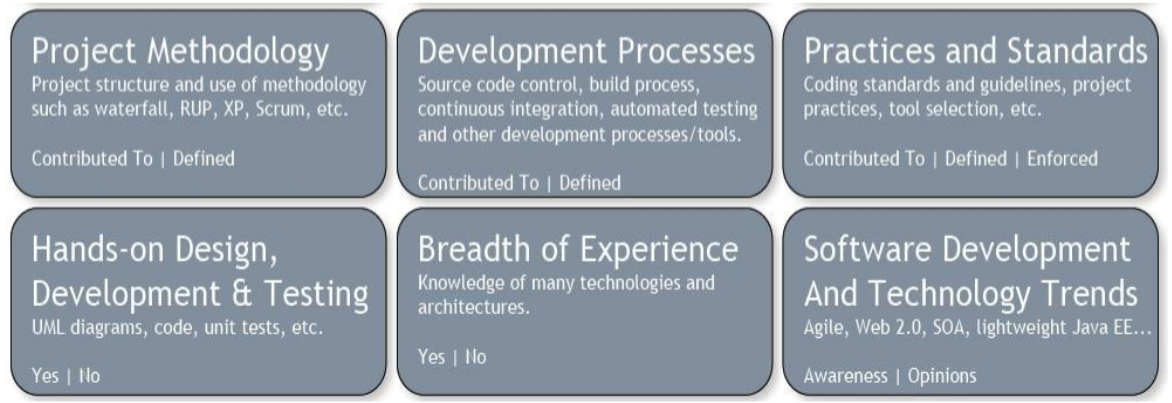 Project Methodology
Project structure and use of methodology
such as waterfall, RUP, XP, Scrum, etc.
Contributed To | Defined
Development Processes
Source code control, build process,
continuous integration, automated testing
and other development processes/tools.
Contributed To | Defined
Practices and Standards
Coding standards and guidelines, project
practices, tool selection, etc.
Contributed To | Defined | Enforced
Hands-on Design,
Development & Testing
UML diagrams, code, unit tests, etc.
Yes | No
Breadth of Experience
Knowledge of many technologies and
architectures.
Yes | No
Software Development
And Technology Trends
Agile, Web 2.0, SOA, lightweight Java EE...
Awareness | Opinions